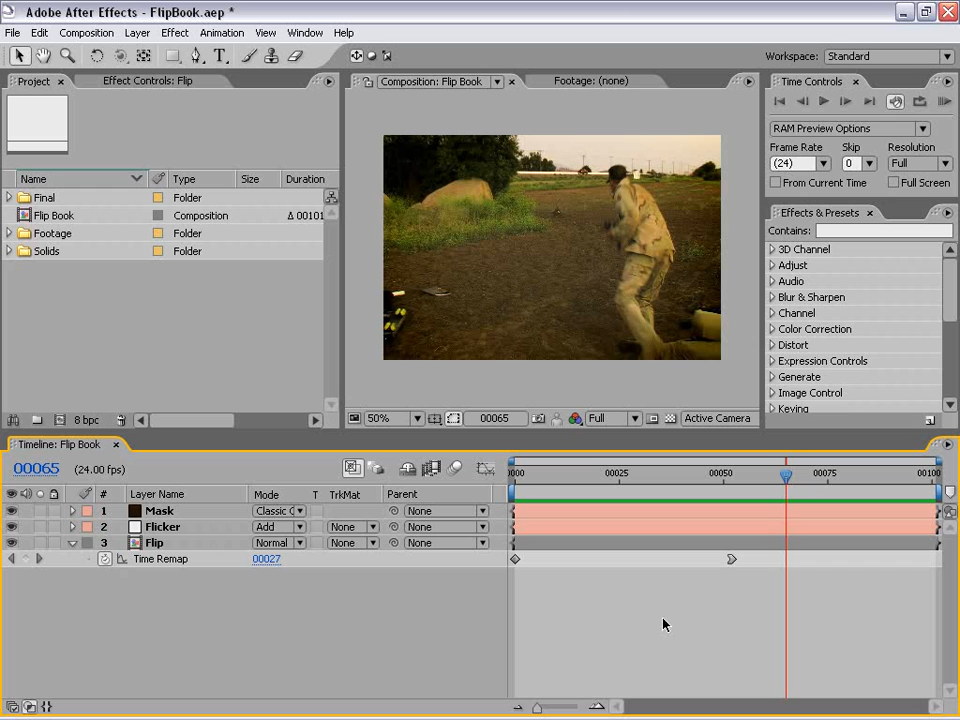 Adobe After Effects - FlipBook.aep *
File Edit Composition Layer Effect Animation View Window Help
Workspace: Standard
Project Effect Controls: Flip
Composition: Flip Book Footage: (none)
Time Controls
RAM Preview Options
Frame Rate Skip Resolution
(24) 0 Full
From Current Time Full Screen
Effects & Presets
Contains:
3D Channel
Adjust
Audio
Blur & Sharpen
Channel
Color Correction
Distort
Expression Controls
Generate
Image Control
Keying
Name Type Size Duration
Final Folder
Flip Book Composition Δ 00101
Footage Folder
Solids Folder
8 bpc
50% 00065 Full Active Camera
Timeline: Flip Book
00065 (24.00 fps)
0000 00025 00050 00075 00100
# Layer Name Mode T TrkMat Parent
1 Mask Classic C None
2 Flicker Add None None
3 Flip Normal None None
Time Remap 00027